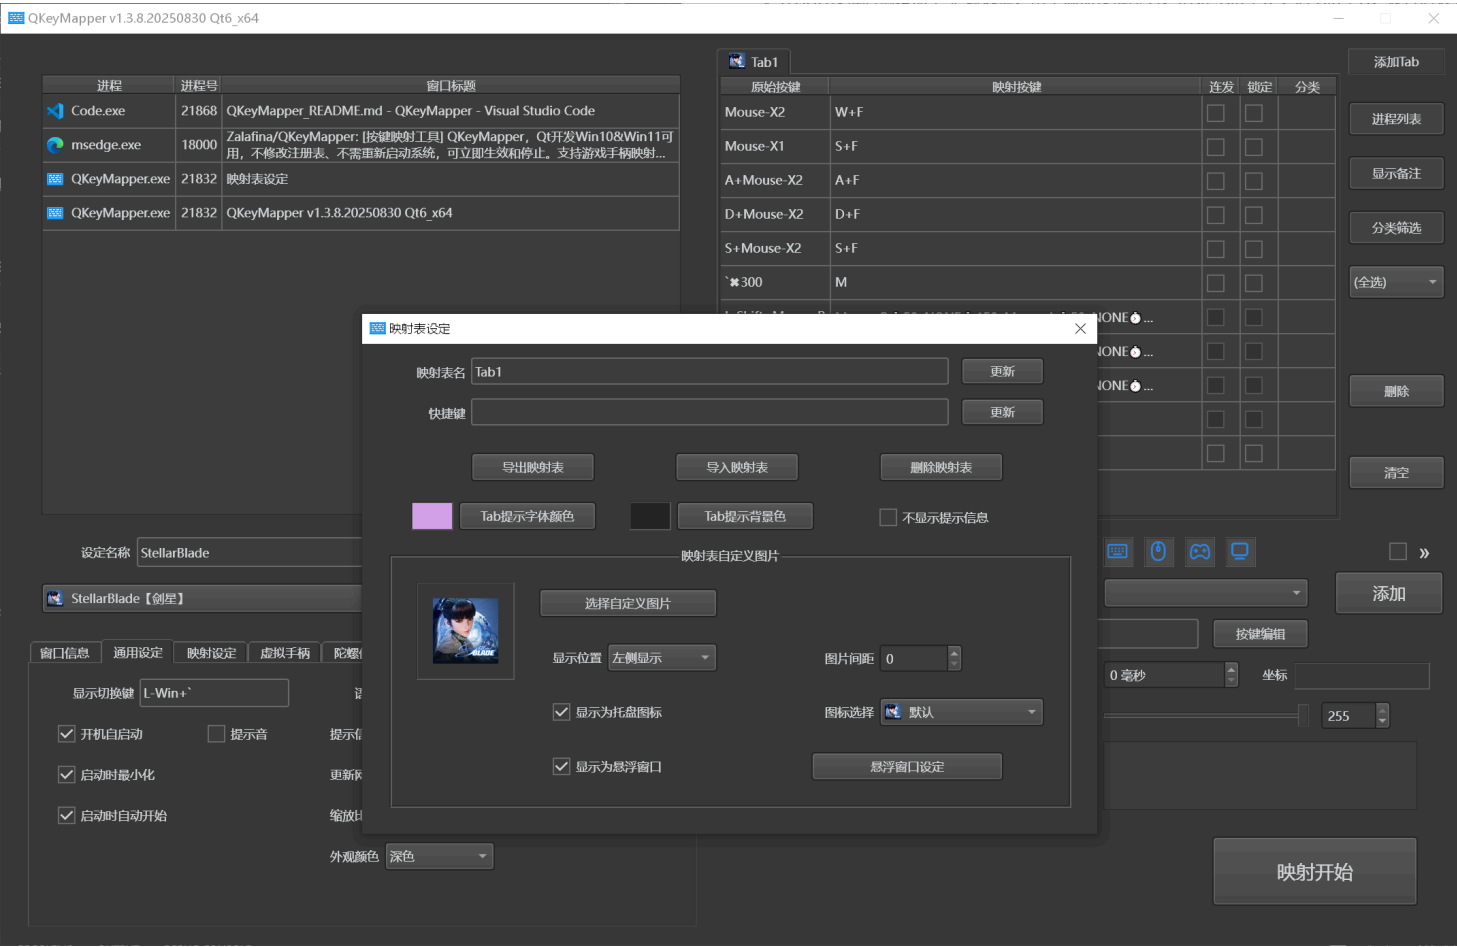 QKeyMapper v1.3.8.20250830 Qt6_x64
进程 进程号 窗口标题
Code.exe 21868 QKeyMapper_README.md - QKeyMapper - Visual Studio Code
msedge.exe 18000 Zalafina/QKeyMapper: [按键映射工具] QKeyMapper，Qt开发Win10&Win11可
用，不修改注册表、不需重新启动系统，可立即生效和停止。支持游戏手柄映射...
QKeyMapper.exe 21832 映射表设定
QKeyMapper.exe 21832 QKeyMapper v1.3.8.20250830 Qt6_x64
Tab1
原始按键 映射按键 连发 锁定 分类
Mouse-X2 W+F
Mouse-X1 S+F
A+Mouse-X2 A+F
D+Mouse-X2 D+F
S+Mouse-X2 S+F
`✖300 M
NONE⏱...
NONE⏱...
NONE⏱...
添加Tab
进程列表
显示备注
分类筛选
(全选)
删除
清空
映射表设定
映射表名 Tab1 更新
快捷键 更新
导出映射表 导入映射表 删除映射表
Tab提示字体颜色 Tab提示背景色 不显示提示信息
映射表自定义图片
选择自定义图片
显示位置 左侧显示 图片间距 0
显示为托盘图标 图标选择 默认
显示为悬浮窗口 悬浮窗口设定
BLADE
设定名称 StellarBlade
StellarBlade【剑星】
窗口信息 通用设定 映射设定 虚拟手柄
显示切换键 L-Win+`
开机自启动 提示音
启动时最小化
启动时自动开始
外观颜色 深色
»
添加
按键编辑
0 毫秒 坐标
255
映射开始